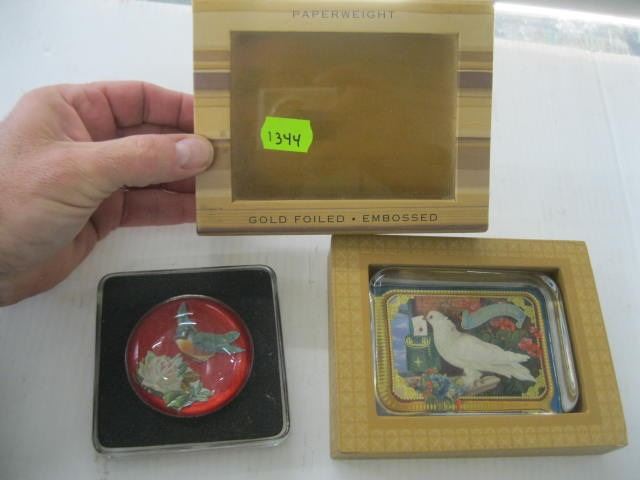 PAPERWEIGHT
1344
GOLD FOILED • EMBOSSED